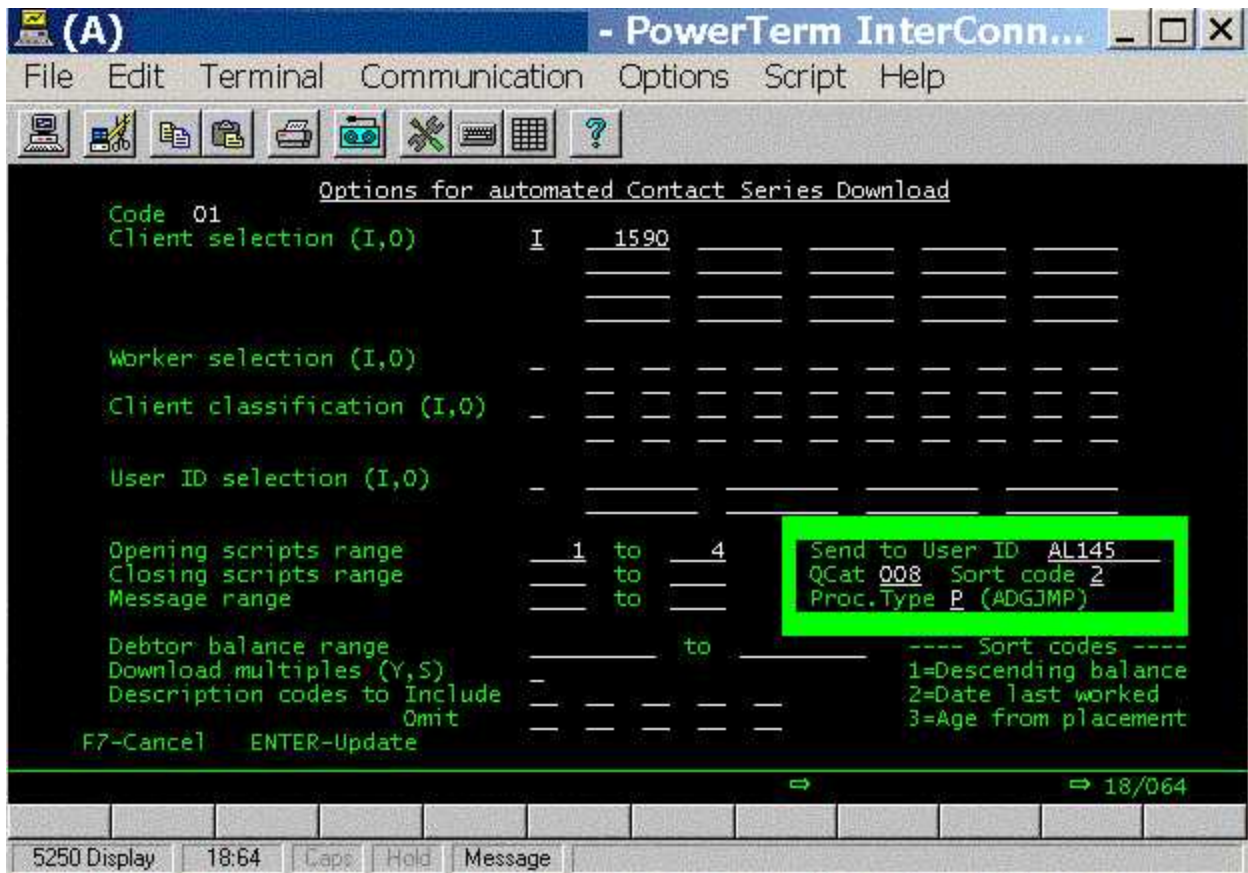 (A) - PowerTerm InterConn...
File Edit Terminal Communication Options Script Help
Options for automated Contact Series Download
Code 01
Client selection (I,O) I 1590
Worker selection (I,O)
Client classification (I,O)
User ID selection (I,O)
Opening scripts range 1 to 4 Send to User ID AL145
Closing scripts range to QCat 008 Sort code 2
Message range to Proc.Type P (ADGJMP)
Debtor balance range to ---- Sort codes ----
Download multiples (Y,S) 1=Descending balance
Description codes to Include 2=Date last worked
Omit 3=Age from placement
F7-Cancel ENTER-Update
18/064
5250 Display 18:64 Caps Hold Message